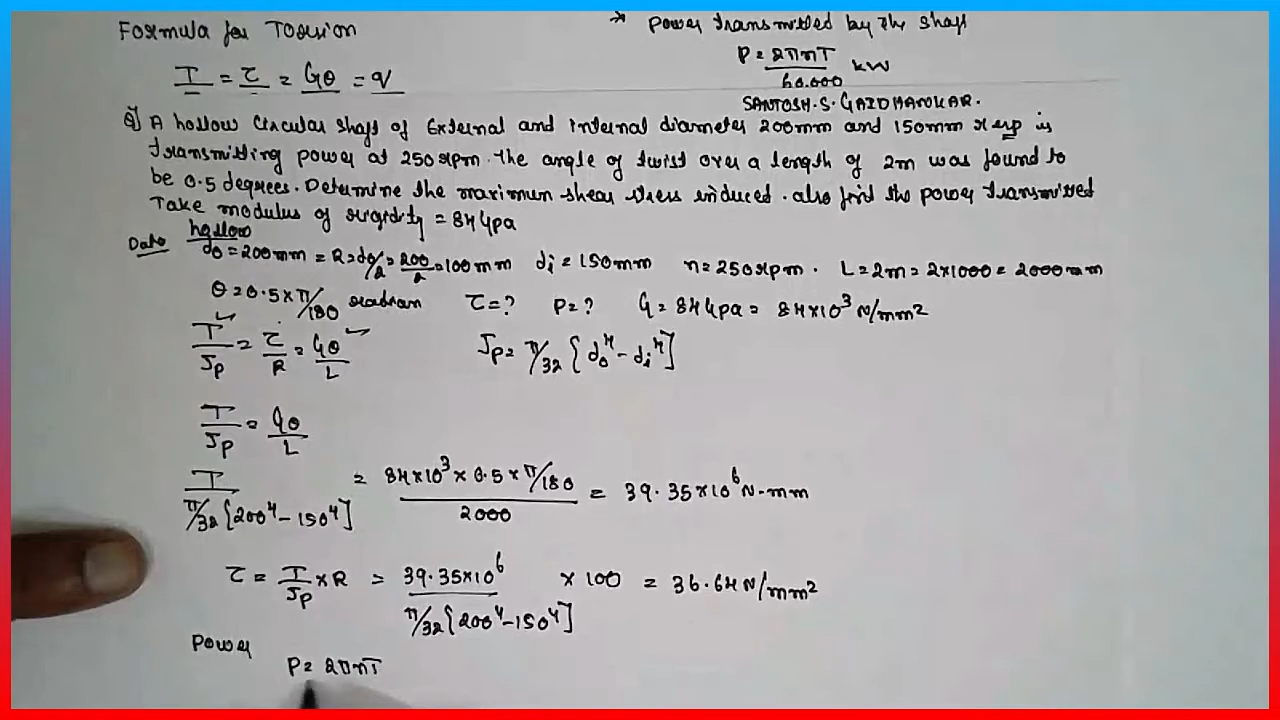 Formula for Torsion
* Power transmitted by the shaft
P = 2πnT / 60.000 kW
T = τ = Gθ = q
SANTOSH.S.GAIDHANKAR.
Q] A hollow circular shaft of External and internal diameter 200mm and 150mm resp is
transmitting power at 250 rpm. the angle of twist over a length of 2m was found to
be 0.5 degrees. Determine the maximum shear stress induced. also find the power transmitted
Take modulus of rigidity = 84 Gpa
Data hollow
do = 200mm = R = do/2 = 200/2 = 100mm di = 150mm n = 250 rpm. L = 2m = 2×1000 = 2000mm
θ = 0.5 × π/180 radian τ = ? P = ? G = 84 Gpa = 84×10³ N/mm²
T/Jp = τ/R = Gθ/L Jp = π/32 [do⁴ - di⁴]
T/Jp = Gθ/L
T / π/32 [200⁴ - 150⁴] = 84×10³ × 0.5 × π/180 / 2000 = 39.35×10⁶ N-mm
τ = T/Jp × R = 39.35×10⁶ / π/32 [200⁴ - 150⁴] × 100 = 36.64 N/mm²
Power
P = 2πnT